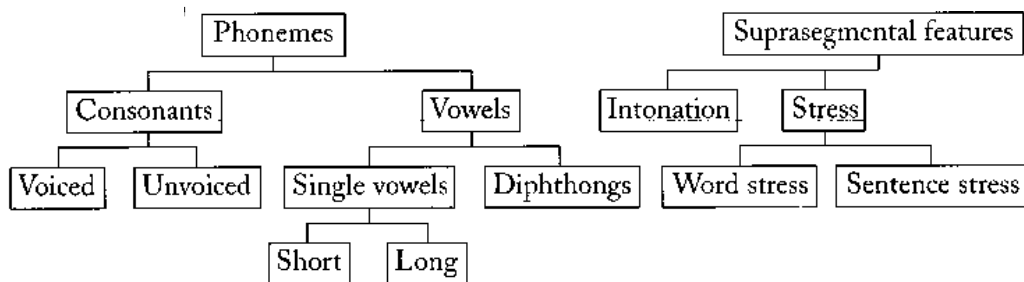 Phonemes
Suprasegmental features
Consonants
Vowels
Intonation
Stress
Voiced
Unvoiced
Single vowels
Diphthongs
Word stress
Sentence stress
Short
Long